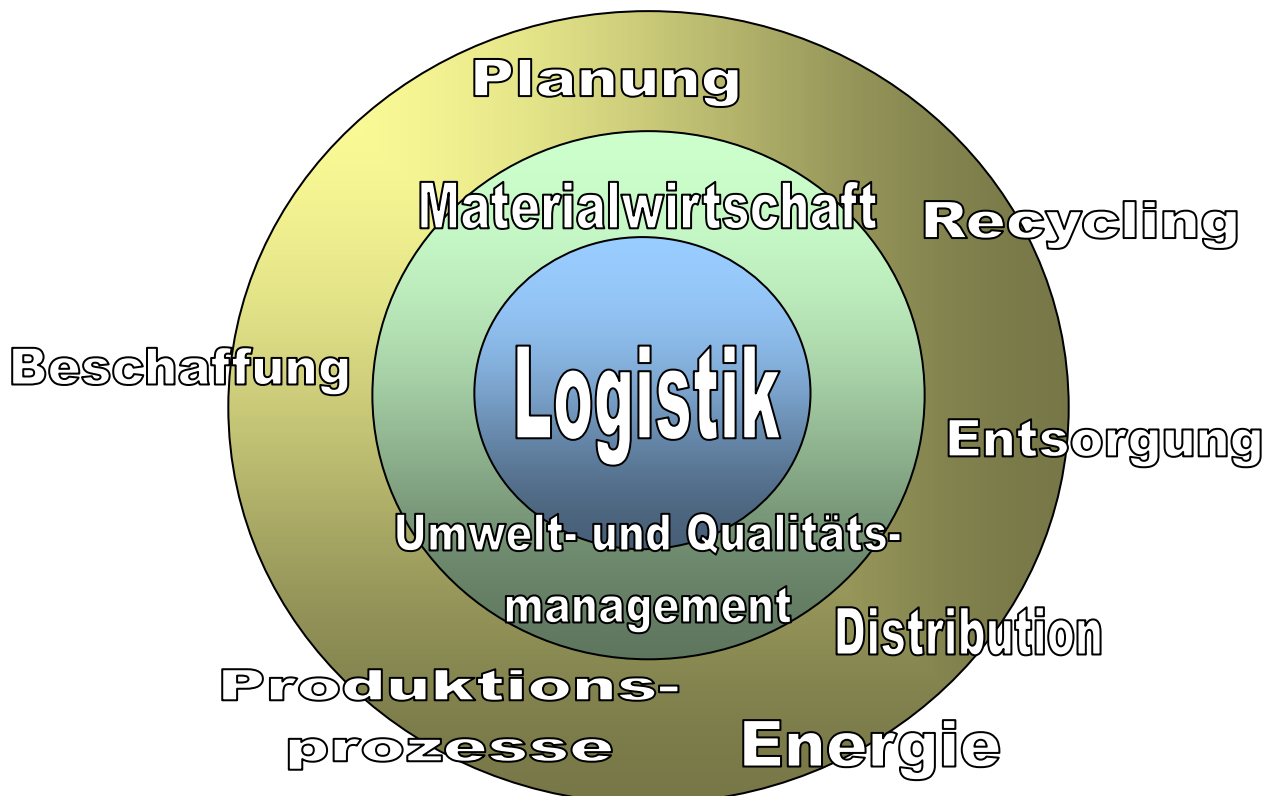 Planung
Materialwirtschaft
Recycling
Beschaffung
Logistik
Entsorgung
Umwelt- und Qualitäts-
management
Distribution
Produktions-
prozesse
Energie